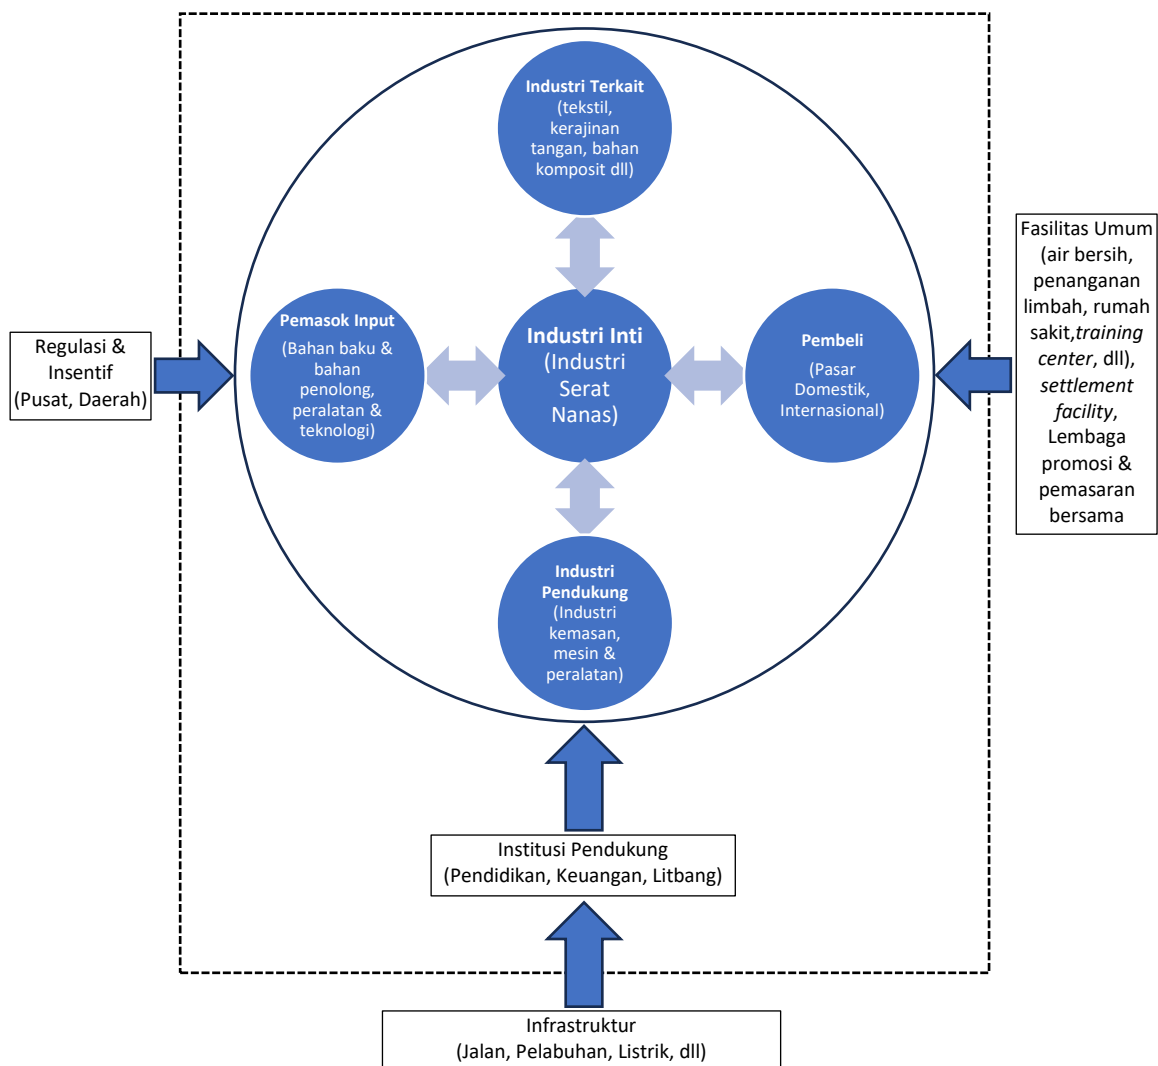 Industri Terkait
(tekstil,
kerajinan
tangan, bahan
komposit dll)
Regulasi &
Insentif
(Pusat, Daerah)
Pemasok Input
(Bahan baku &
bahan
penolong,
peralatan &
teknologi)
Industri Inti
(Industri
Serat
Nanas)
Pembeli
(Pasar
Domestik,
Internasional)
Fasilitas Umum
(air bersih,
penanganan
limbah, rumah
sakit,training
center, dll),
settlement
facility,
Lembaga
promosi &
pemasaran
bersama
Industri
Pendukung
(Industri
kemasan,
mesin &
peralatan)
Institusi Pendukung
(Pendidikan, Keuangan, Litbang)
Infrastruktur
(Jalan, Pelabuhan, Listrik, dll)